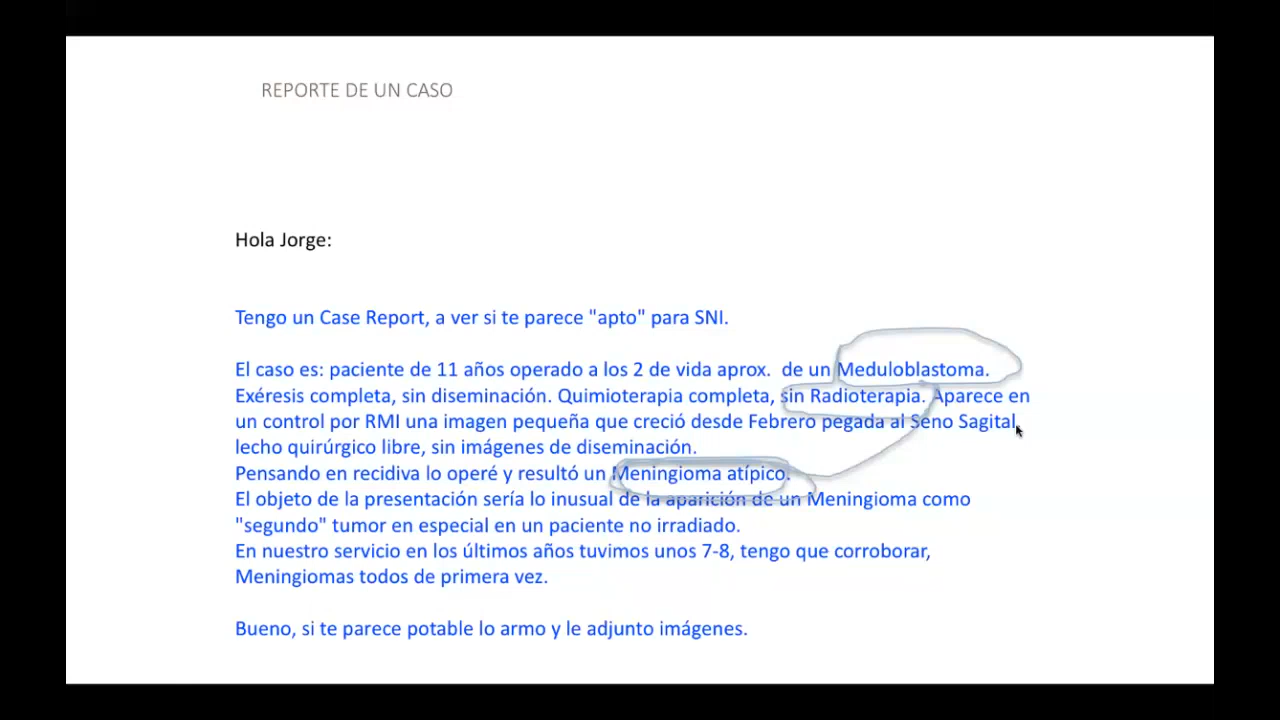 REPORTE DE UN CASO
Hola Jorge:
Tengo un Case Report, a ver si te parece "apto" para SNI.
El caso es: paciente de 11 años operado a los 2 de vida aprox.  de un Meduloblastoma.
Exéresis completa, sin diseminación. Quimioterapia completa, sin Radioterapia. Aparece en
un control por RMI una imagen pequeña que creció desde Febrero pegada al Seno Sagital,
lecho quirúrgico libre, sin imágenes de diseminación.
Pensando en recidiva lo operé y resultó un Meningioma atípico.
El objeto de la presentación sería lo inusual de la aparición de un Meningioma como
"segundo" tumor en especial en un paciente no irradiado.
En nuestro servicio en los últimos años tuvimos unos 7-8, tengo que corroborar,
Meningiomas todos de primera vez.
Bueno, si te parece potable lo armo y le adjunto imágenes.